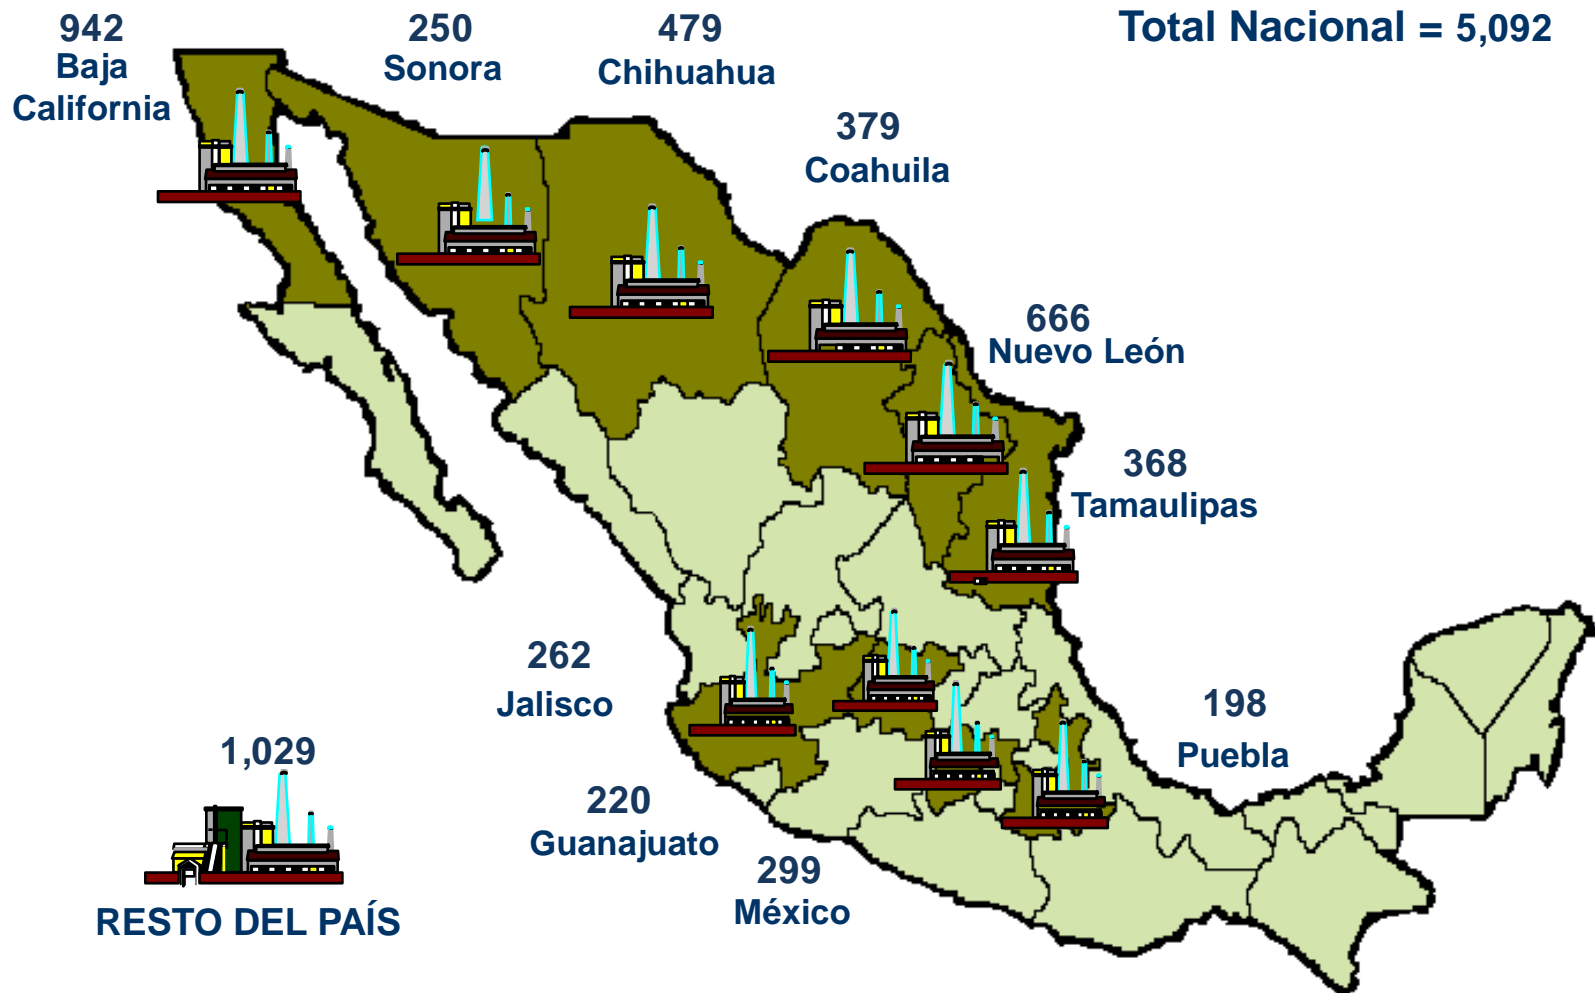 Total Nacional = 5,092
942
Baja
California
250
Sonora
479
Chihuahua
379
Coahuila
666
Nuevo León
368
Tamaulipas
262
Jalisco
198
Puebla
220
Guanajuato
299
México
1,029
RESTO DEL PAÍS